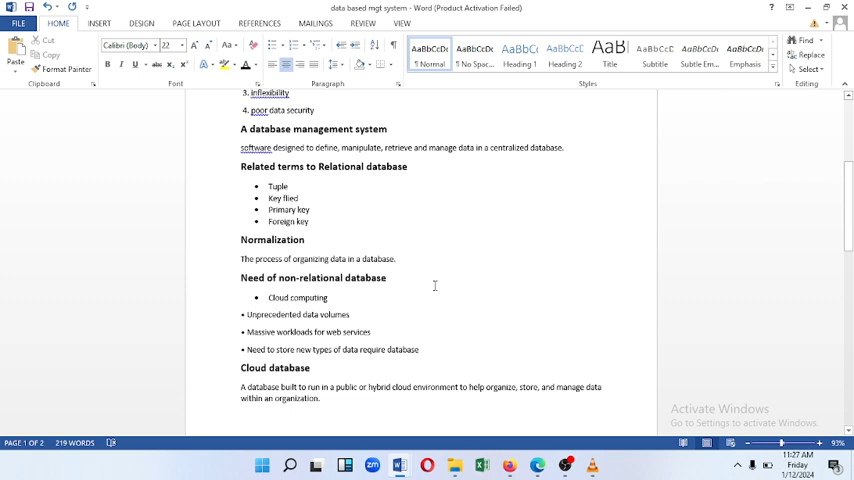 data based mgt system - Word (Product Activation Failed)
FILE HOME INSERT DESIGN PAGE LAYOUT REFERENCES MAILINGS REVIEW VIEW
Paste
Cut
Copy
Format Painter
Clipboard
Calibri (Body) 22
Font
Paragraph
AaBbCcDc AaBbCcDc AaBbCc AaBbCcC AaB AaBbCcD AaBbCcDc AaBbCcDc
¶ Normal ¶ No Spac... Heading 1 Heading 2 Title Subtitle Subtle Em... Emphasis
Styles
Find
Replace
Select
Editing
3. inflexibility
4. poor data security
A database management system
software designed to define, manipulate, retrieve and manage data in a centralized database.
Related terms to Relational database
• Tuple
• Key flied
• Primary key
• Foreign key
Normalization
The process of organizing data in a database.
Need of non-relational database
• Cloud computing
• Unprecedented data volumes
• Massive workloads for web services
• Need to store new types of data require database
Cloud database
A database built to run in a public or hybrid cloud environment to help organize, store, and manage data
within an organization.
Activate Windows
Go to Settings to activate Windows.
PAGE 1 OF 2 219 WORDS 93%
11:27 AM
Friday
1/12/2024